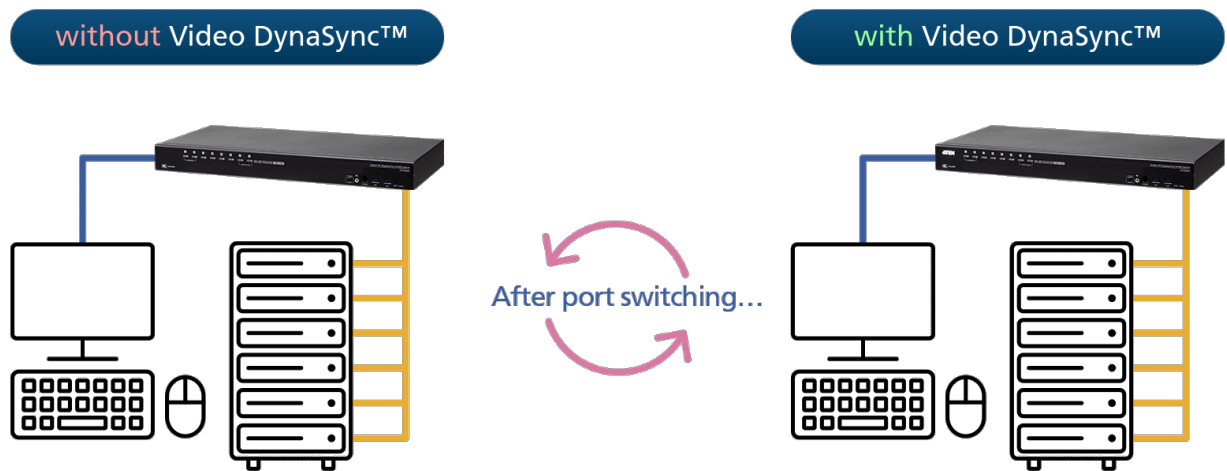 without Video DynaSync™
with Video DynaSync™
ATEN
After port switching...